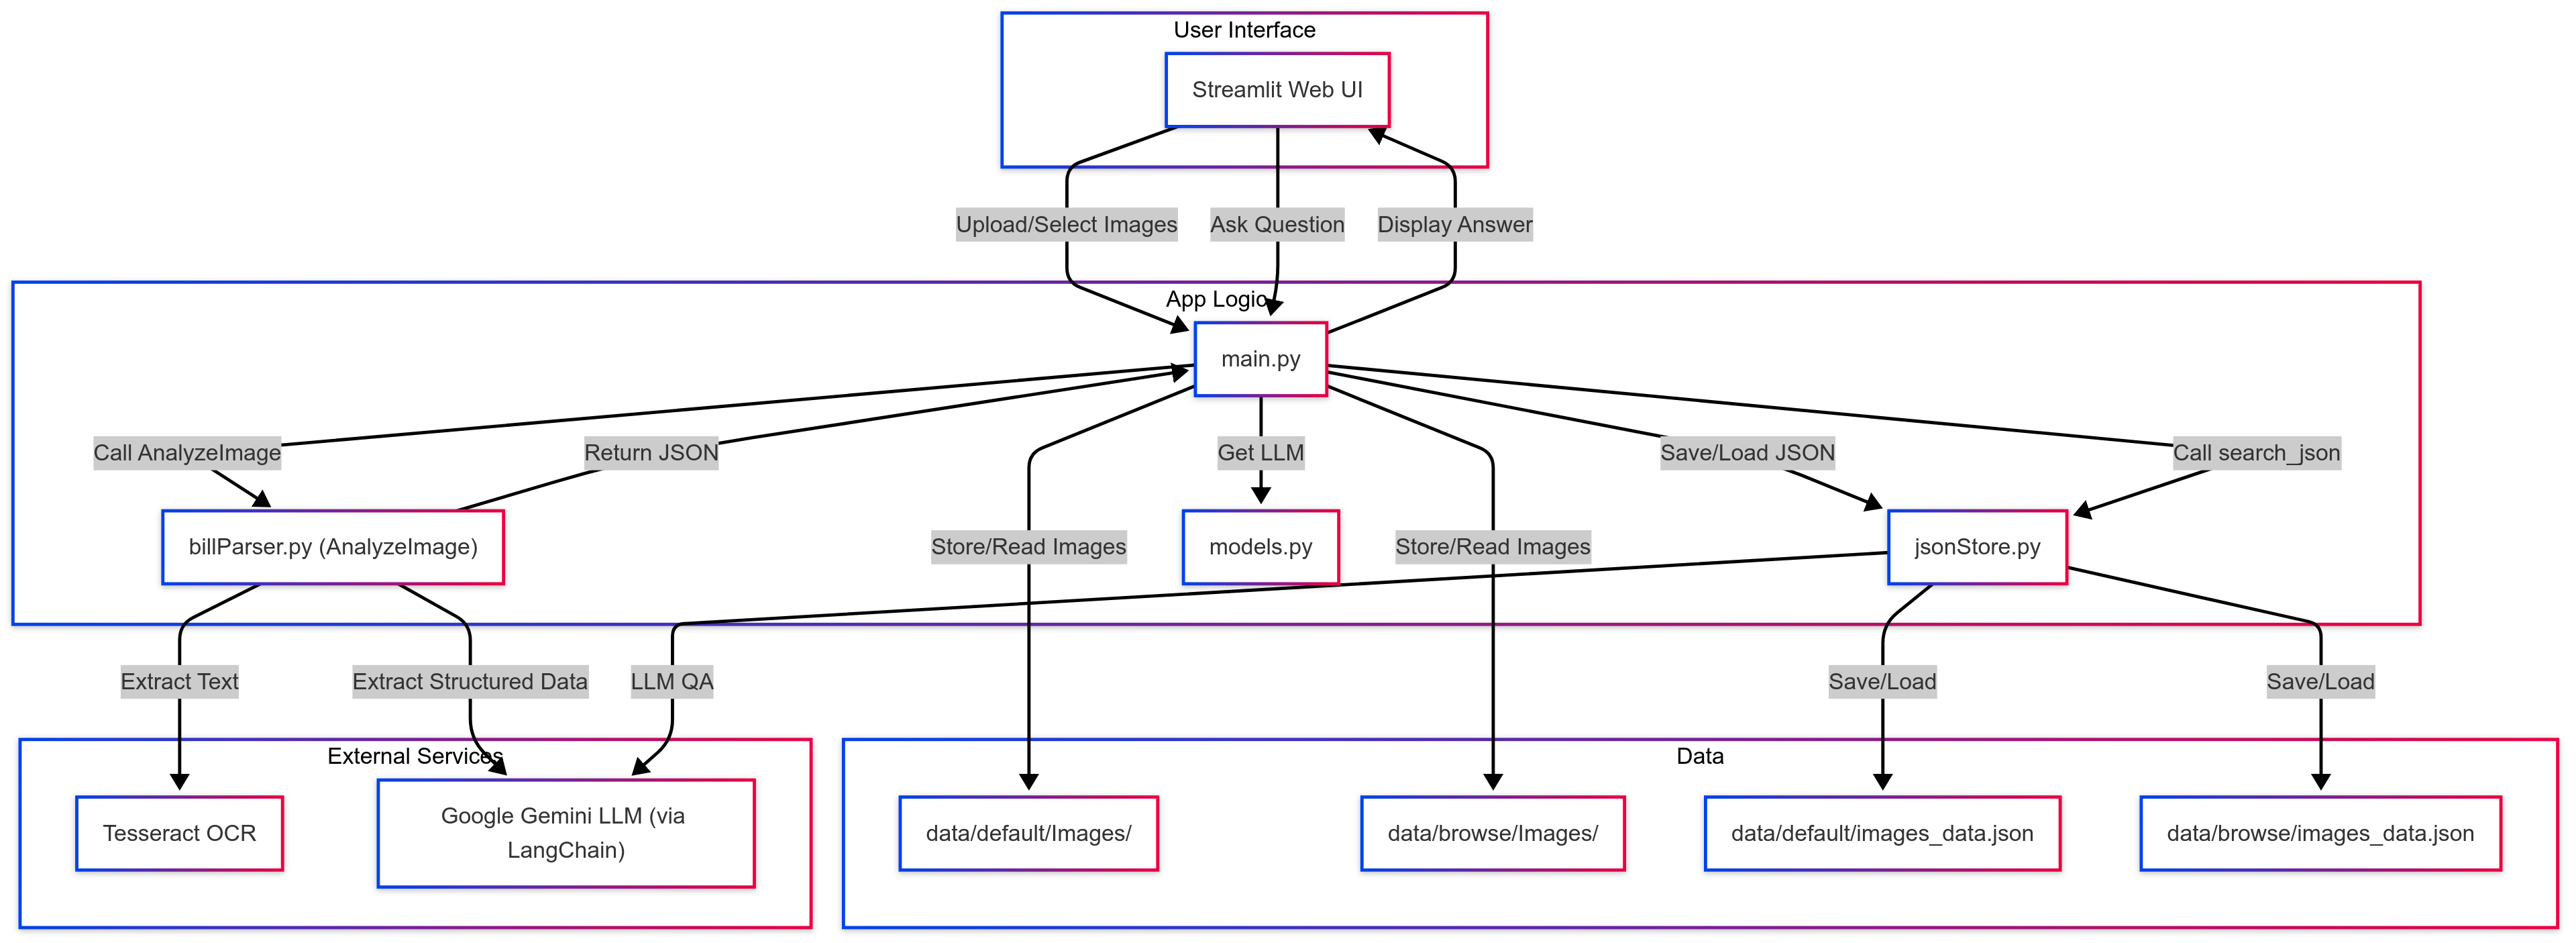 User Interface
Streamlit Web UI
Upload/Select Images
Ask Question
Display Answer
App Logic
main.py
Call AnalyzeImage
Return JSON
Get LLM
Save/Load JSON
Call search_json
billParser.py (AnalyzeImage)
Store/Read Images
models.py
Store/Read Images
jsonStore.py
Extract Text
Extract Structured Data
LLM QA
Save/Load
Save/Load
External Services
Data
Tesseract OCR
Google Gemini LLM (via
LangChain)
data/default/Images/
data/browse/Images/
data/default/images_data.json
data/browse/images_data.json